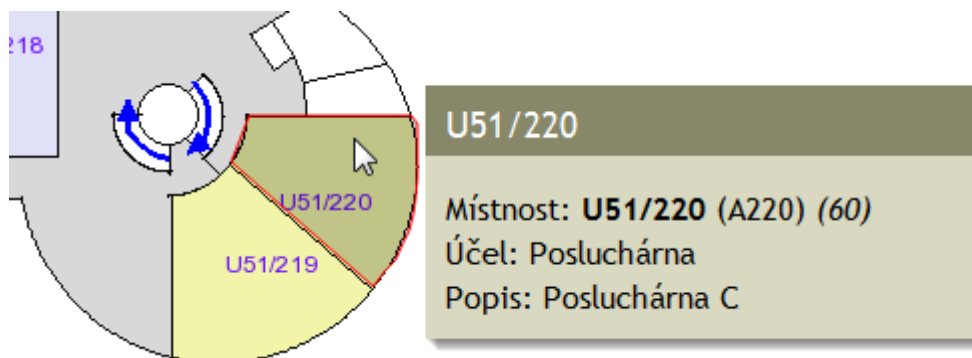 218
U51/220
U51/219
U51/220
Místnost: U51/220 (A220) (60)
Účel: Posluchárna
Popis: Posluchárna C